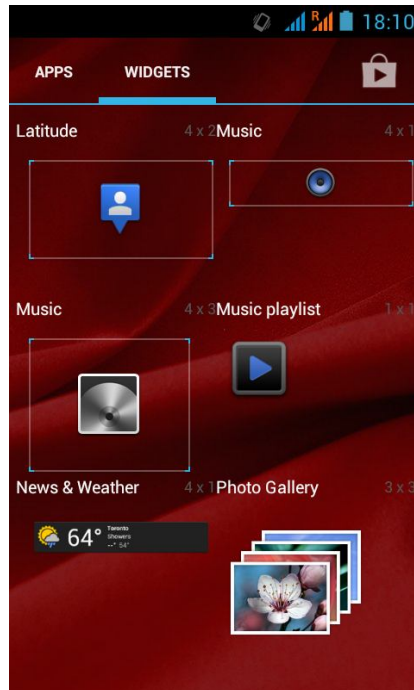 R 18:10
APPS WIDGETS
Latitude 4 x 2 Music 4 x 1
Music 4 x 3 Music playlist 1 x 1
News & Weather 4 x 1 Photo Gallery 3 x 3
64° Toronto
Showers
--° 54°